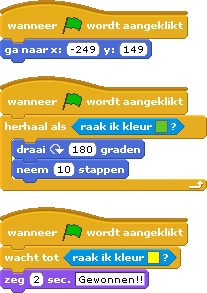 wanneer wordt aangeklikt
ga naar x: -249 y: 149
wanneer wordt aangeklikt
herhaal als raak ik kleur ?
draai 180 graden
neem 10 stappen
wanneer wordt aangeklikt
wacht tot raak ik kleur ?
zeg 2 sec. Gewonnen!!